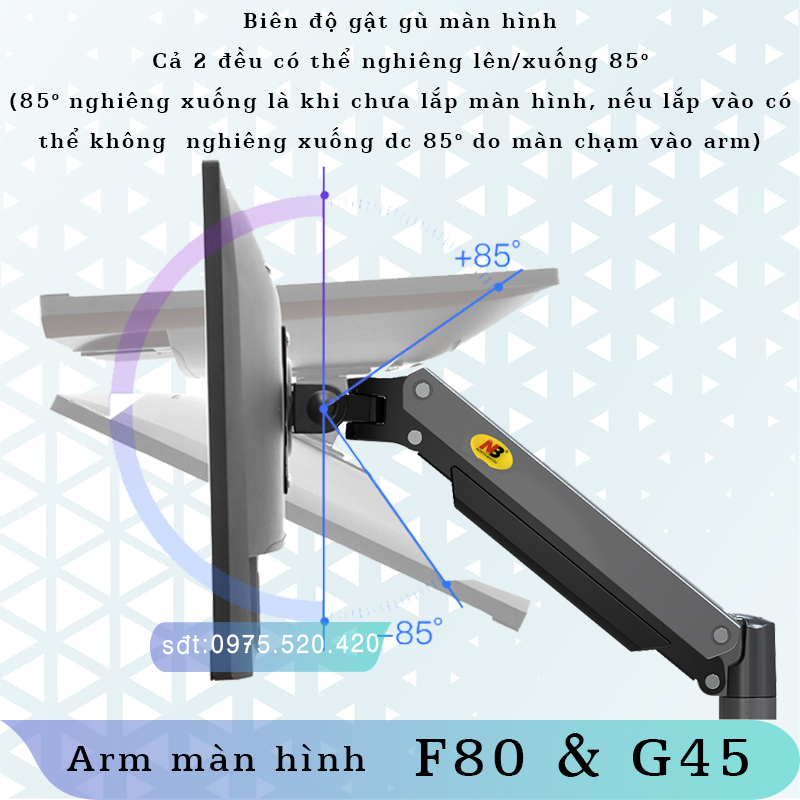 Biên độ gật gù màn hình
Cả 2 đều có thể nghiêng lên/xuống 85°
(85° nghiêng xuống là khi chưa lắp màn hình, nếu lắp vào có
thể không nghiêng xuống dc 85° do màn chạm vào arm)
+85°
NB
-85°
sđt:0975.520.420
Arm màn hình F80 & G45